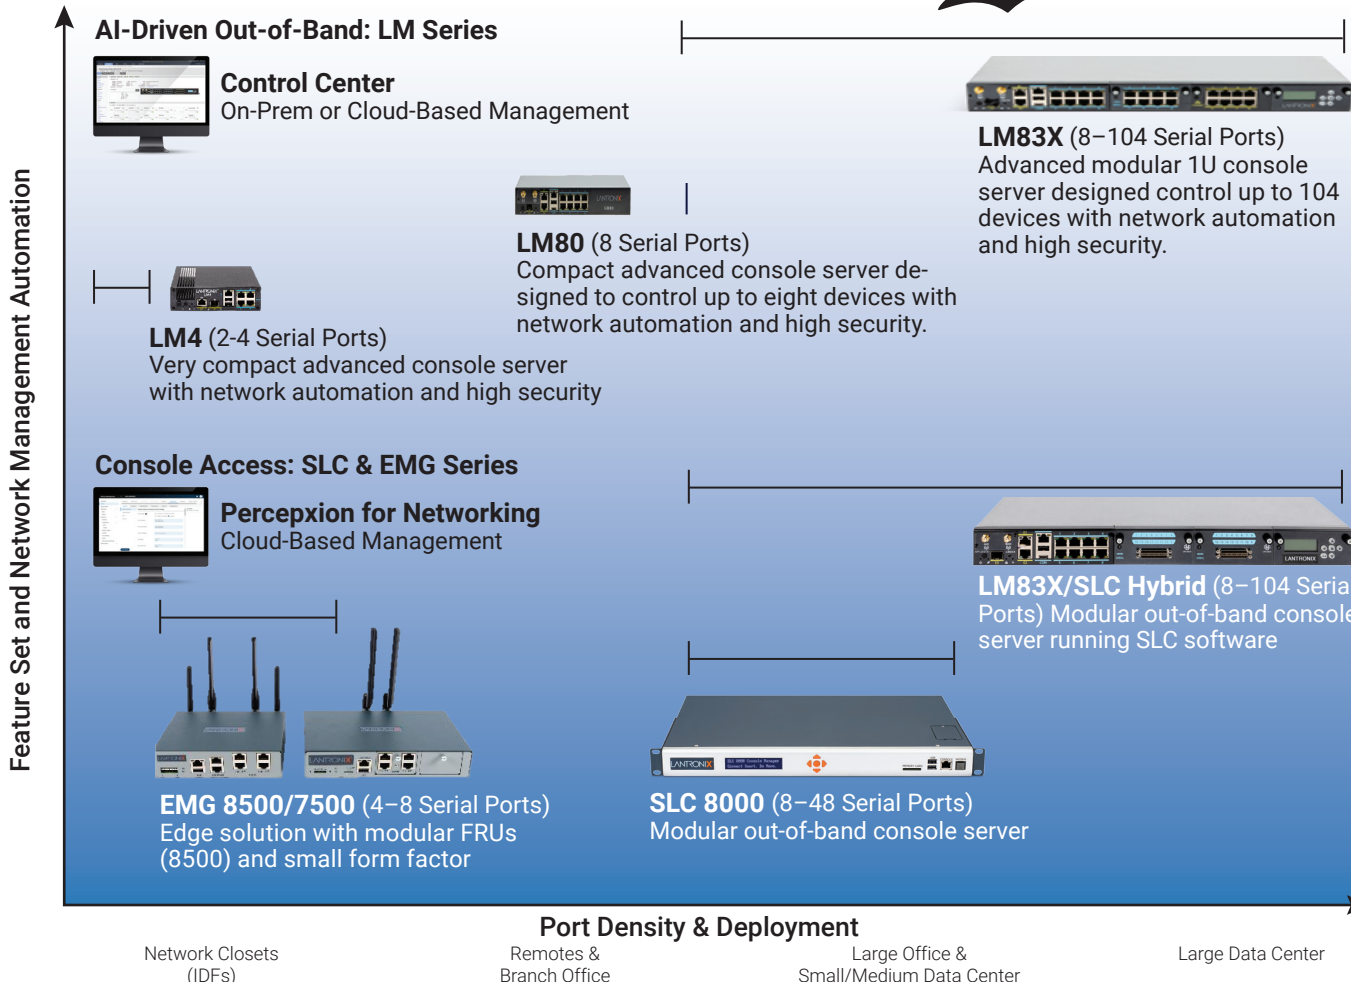 AI-Driven Out-of-Band: LM Series
Control Center
On-Prem or Cloud-Based Management
LM83X (8–104 Serial Ports)
Advanced modular 1U console
server designed control up to 104
devices with network automation
and high security.
LANTRONIX
LM80 (8 Serial Ports)
Compact advanced console server de-
signed to control up to eight devices with
network automation and high security.
LANTRONIX
LM4 (2-4 Serial Ports)
Very compact advanced console server
with network automation and high security
Feature Set and Network Management Automation
Console Access: SLC & EMG Series
Percepxion for Networking
Cloud-Based Management
LANTRONIX
LM83X/SLC Hybrid (8–104 Seria
Ports) Modular out-of-band console
server running SLC software
LANTRONIX
EMG 8500/7500 (4–8 Serial Ports)
Edge solution with modular FRUs
(8500) and small form factor
LANTRONIX
SLC 8000 (8–48 Serial Ports)
Modular out-of-band console server
Port Density & Deployment
Network Closets
(IDFs)
Remotes &
Branch Office
Large Office &
Small/Medium Data Center
Large Data Center